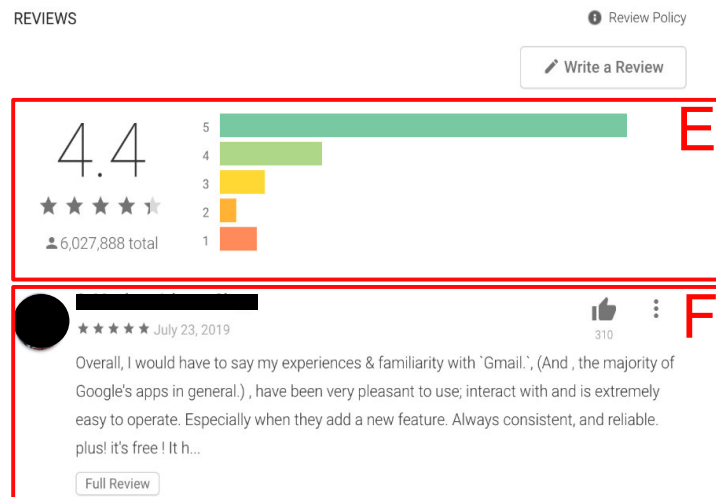 REVIEWS
Review Policy
Write a Review
E
4.4
5
4
3
2
1
6,027,888 total
F
July 23, 2019
310
Overall, I would have to say my experiences & familiarity with `Gmail.`, (And , the majority of
Google's apps in general.) , have been very pleasant to use; interact with and is extremely
easy to operate. Especially when they add a new feature. Always consistent, and reliable.
plus! it's free ! It h...
Full Review